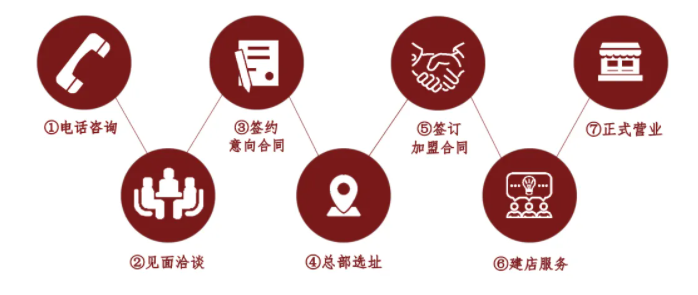 ①电话咨询
②见面洽谈
③签约
意向合同
④总部选址
⑤签订
加盟合同
⑥建店服务
⑦正式营业